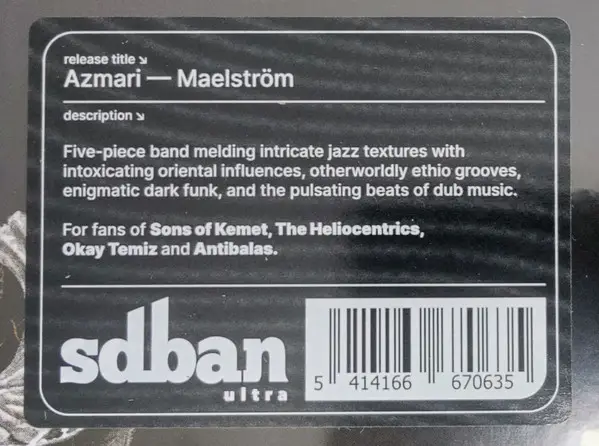 release title ↘
Azmari — Maelström
description ↘
Five-piece band melding intricate jazz textures with
intoxicating oriental influences, otherworldly ethio grooves,
enigmatic dark funk, and the pulsating beats of dub music.
For fans of Sons of Kemet, The Heliocentrics,
Okay Temiz and Antibalas.
sdban
ultra
5 414166 670635